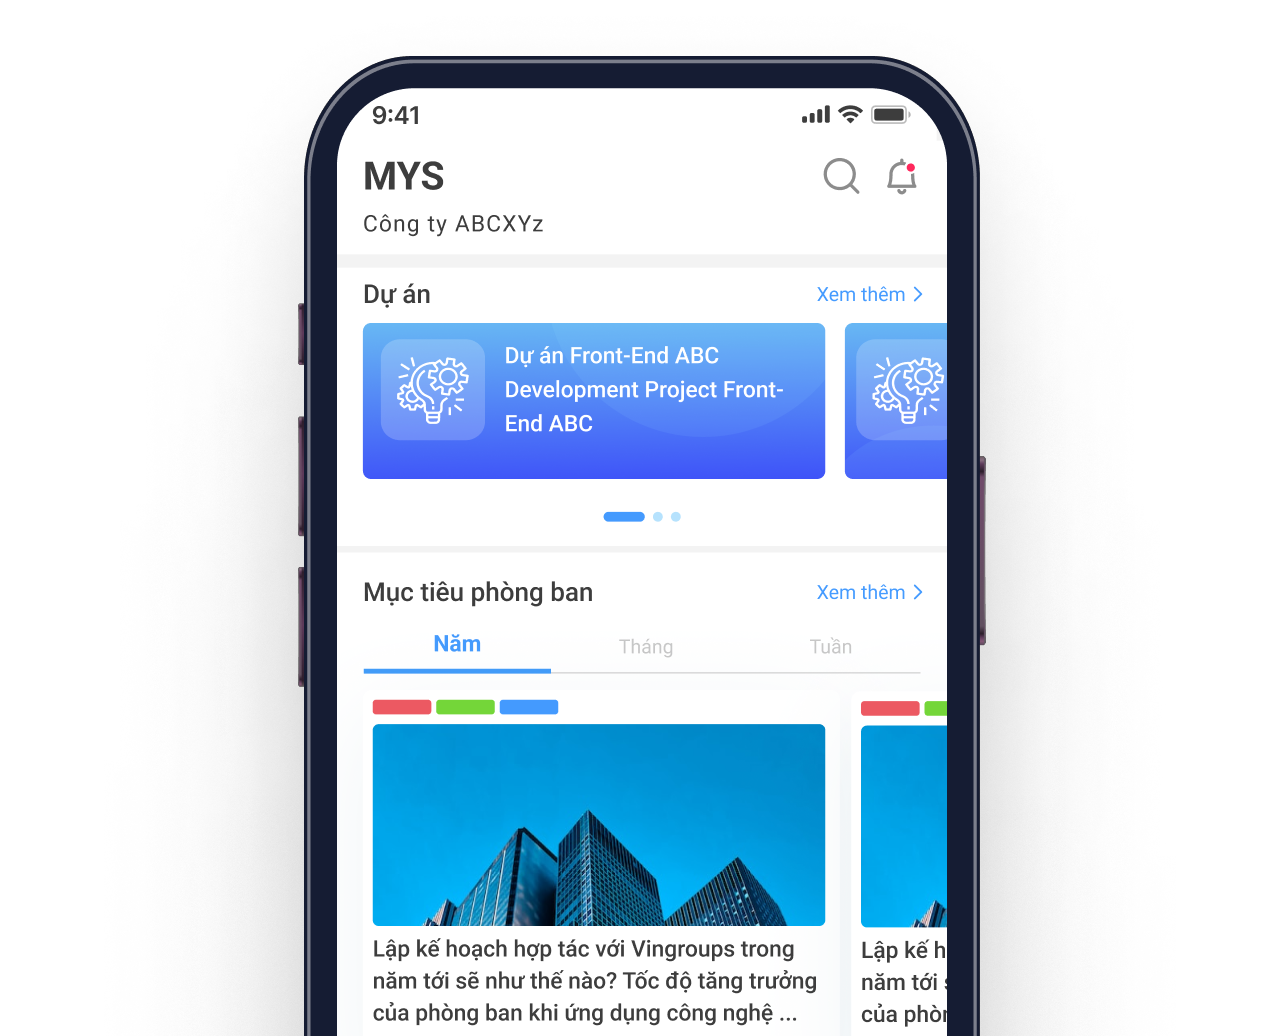 9:41
MYS
Công ty ABCXYz
Dự án
Xem thêm
Dự án Front-End ABC
Development Project Front-
End ABC
Mục tiêu phòng ban
Xem thêm
Năm
Tháng
Tuần
Lập kế hoạch hợp tác với Vingroups trong
năm tới sẽ như thế nào? Tốc độ tăng trưởng
của phòng ban khi ứng dụng công nghệ ...
Lập kế h
năm tới s
của phòn